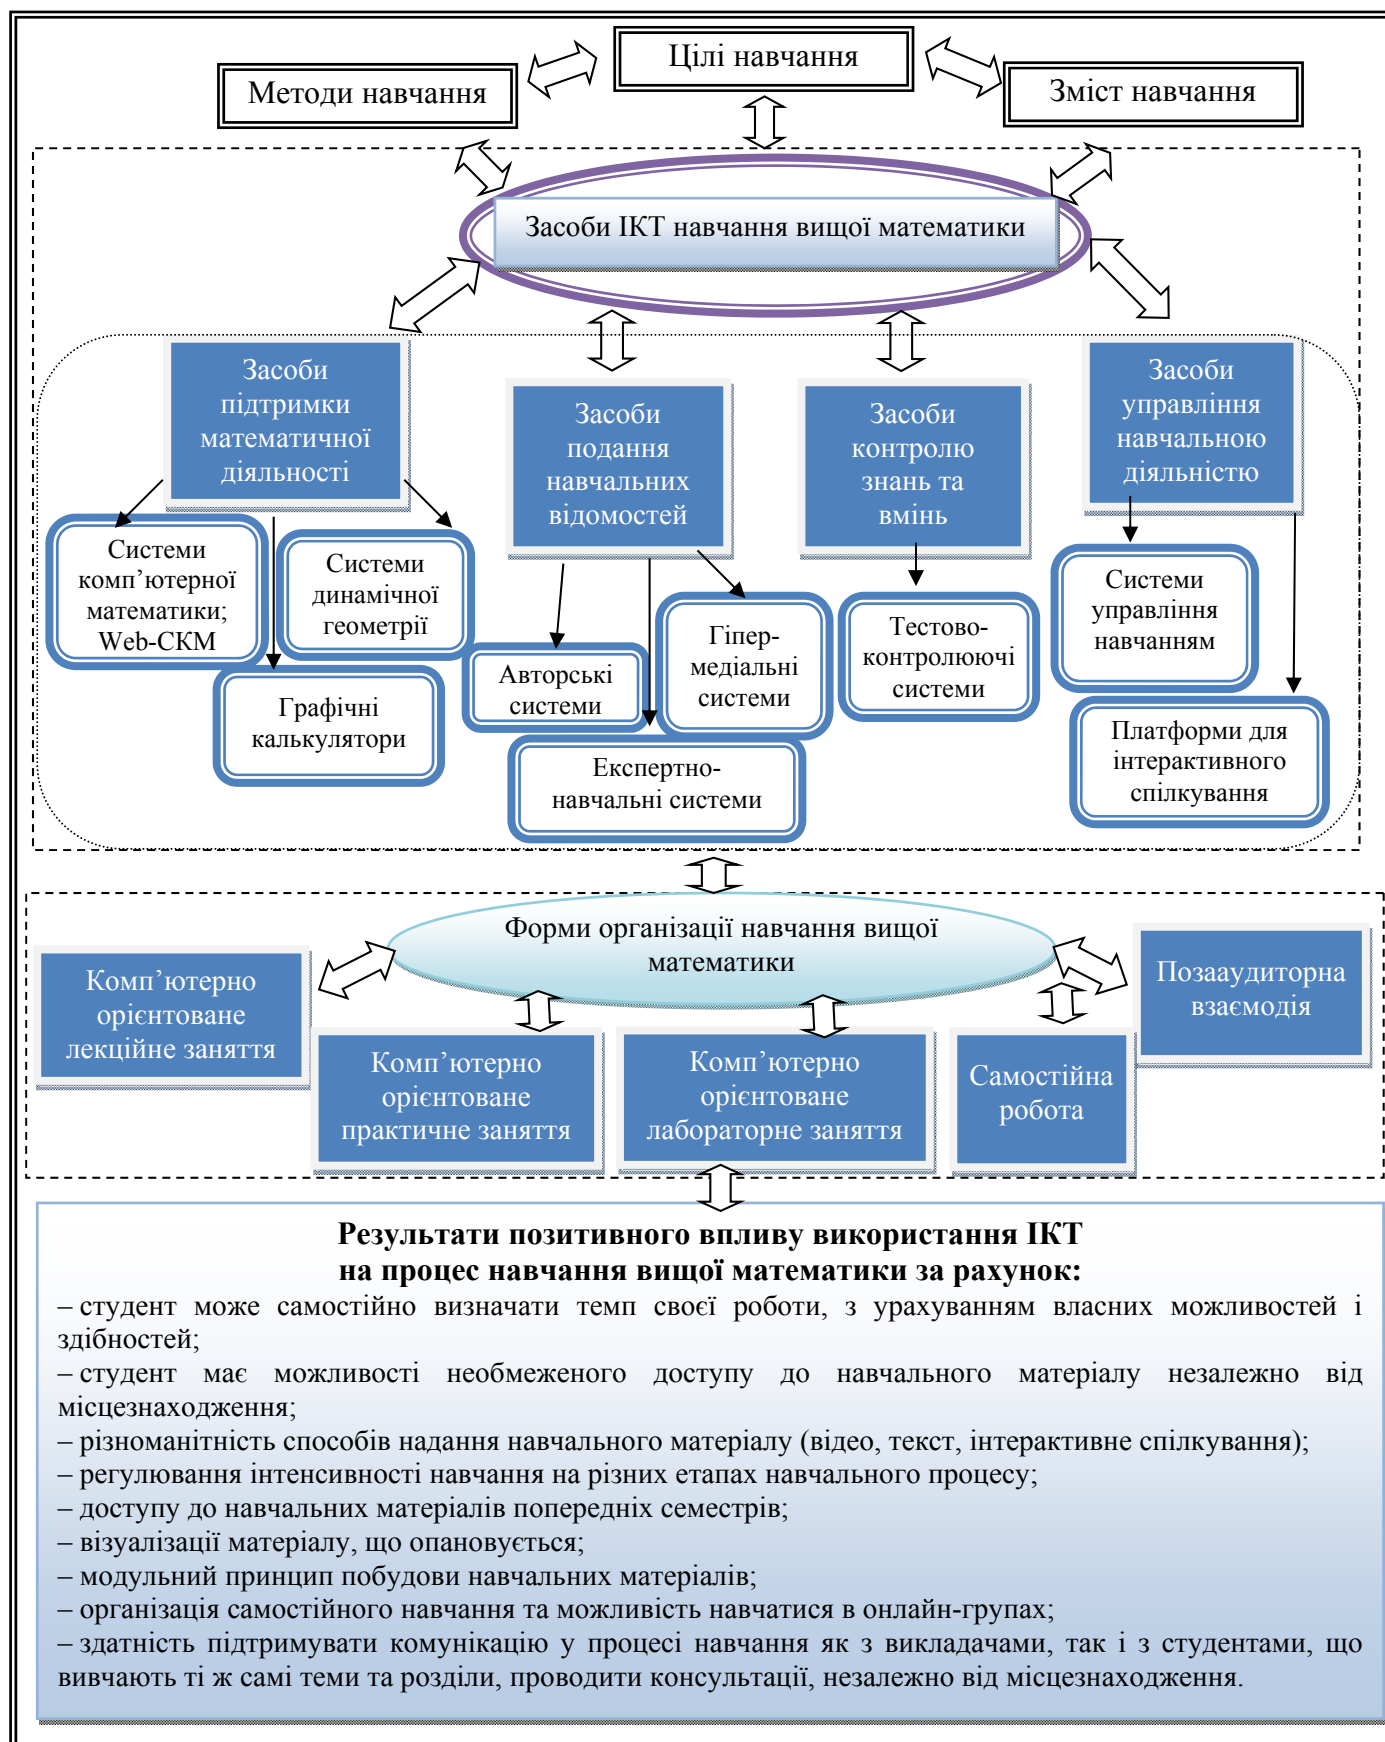 Цілі навчання
Методи навчання
Зміст навчання
Засоби ІКТ навчання вищої математики
Засоби
підтримки
математичної
діяльності
Засоби
подання
навчальних
відомостей
Засоби
контролю
знань та
вмінь
Засоби
управління
навчальною
діяльністю
Системи
комп’ютерної
математики;
Web-СКМ
Системи
динамічної
геометрії
Графічні
калькулятори
Авторські
системи
Гіпер-
медіальні
системи
Експертно-
навчальні системи
Тестово-
контролюючі
системи
Системи
управління
навчанням
Платформи для
інтерактивного
спілкування
Форми організації навчання вищої
математики
Комп’ютерно
орієнтоване
лекційне заняття
Комп’ютерно
орієнтоване
практичне заняття
Комп’ютерно
орієнтоване
лабораторне заняття
Самостійна
робота
Позааудиторна
взаємодія
Результати позитивного впливу використання ІКТ
на процес навчання вищої математики за рахунок:
– студент може самостійно визначати темп своєї роботи, з урахуванням власних можливостей і
здібностей;
– студент має можливості необмеженого доступу до навчального матеріалу незалежно від
місцезнаходження;
– різноманітність способів надання навчального матеріалу (відео, текст, інтерактивне спілкування);
– регулювання інтенсивності навчання на різних етапах навчального процесу;
– доступу до навчальних матеріалів попередніх семестрів;
– візуалізації матеріалу, що опановується;
– модульний принцип побудови навчальних матеріалів;
– організація самостійного навчання та можливість навчатися в онлайн-групах;
– здатність підтримувати комунікацію у процесі навчання як з викладачами, так і з студентами, що
вивчають ті ж самі теми та розділи, проводити консультації, незалежно від місцезнаходження.